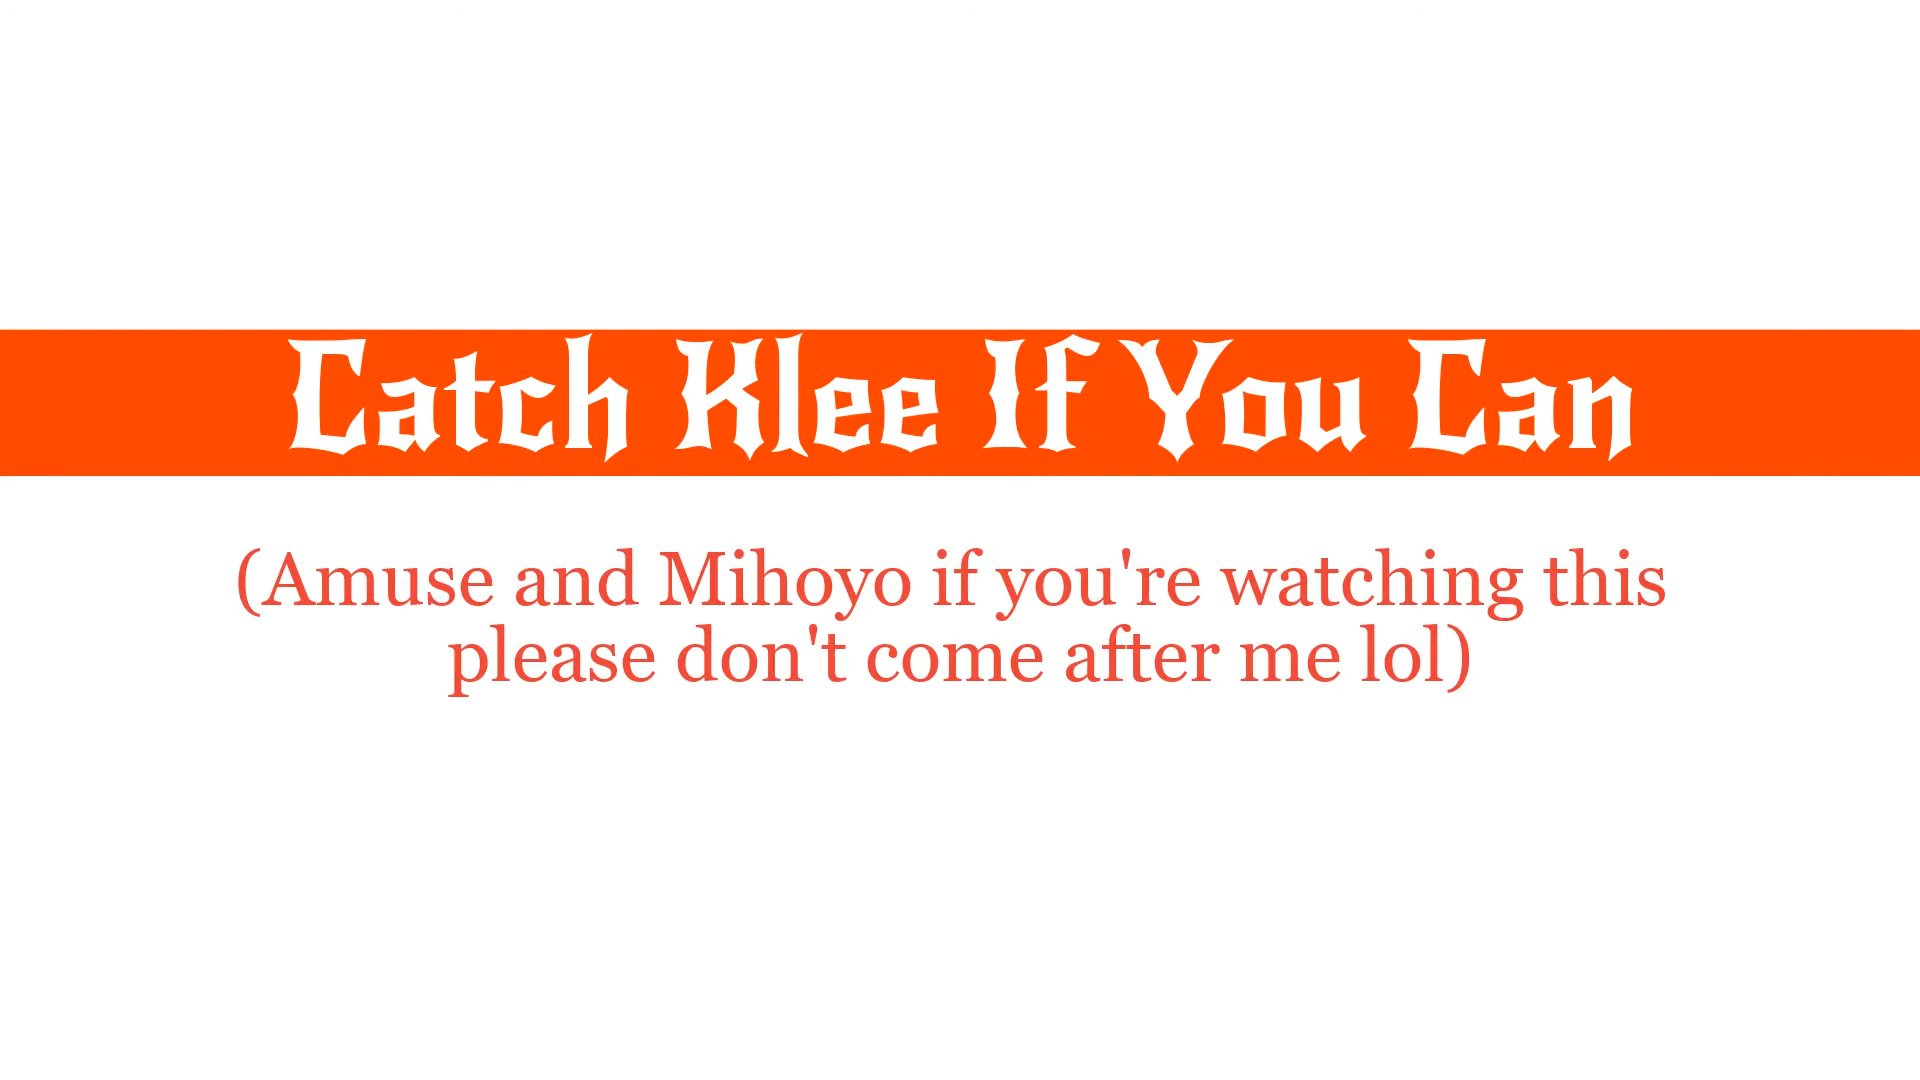 Catch Klee If You Can
(Amuse and Mihoyo if you're watching this
please don't come after me lol)